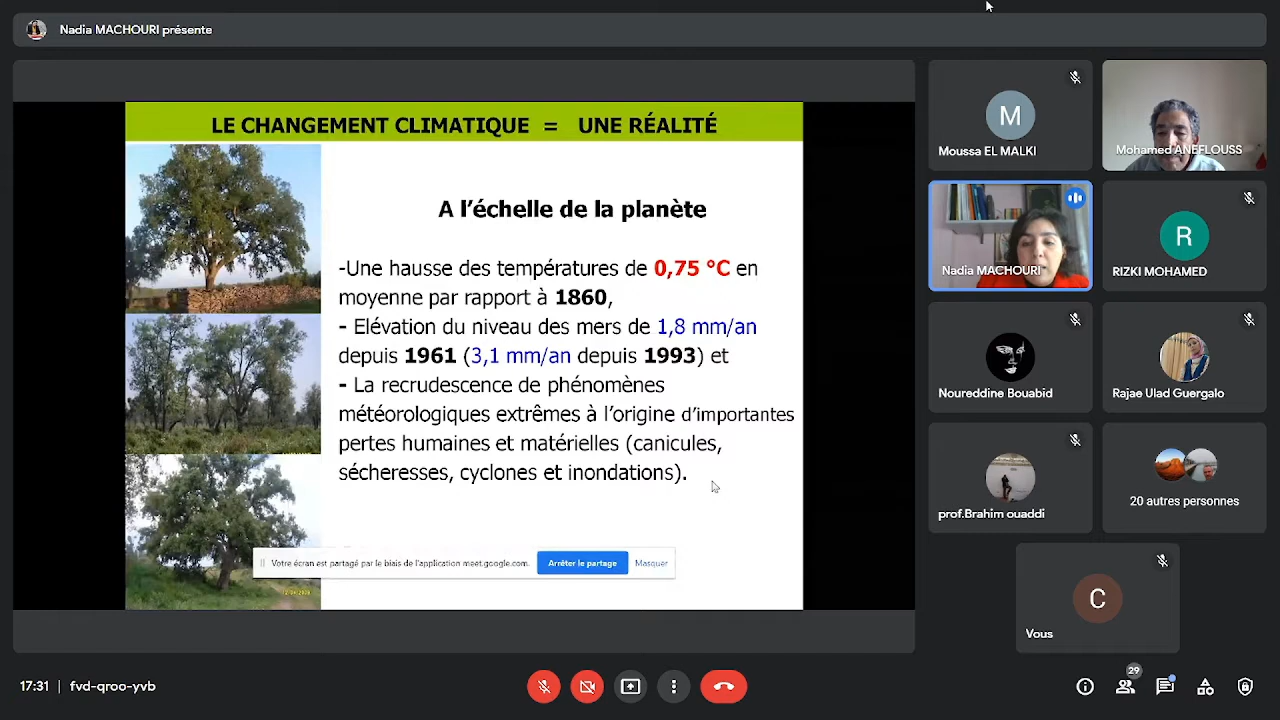 Nadia MACHOURI présente
LE CHANGEMENT CLIMATIQUE = UNE RÉALITÉ
A l'échelle de la planète
-Une hausse des températures de 0,75 °C en
moyenne par rapport à 1860,
- Elévation du niveau des mers de 1,8 mm/an
depuis 1961 (3,1 mm/an depuis 1993) et
- La recrudescence de phénomènes
météorologiques extrêmes à l'origine d'importantes
pertes humaines et matérielles (canicules,
sécheresses, cyclones et inondations).
Votre écran est partagé par le biais de l'application meet.google.com.
Arrêter le partage
Masquer
M
Moussa EL MALKI
Mohamed ANEFLOUSS
Nadia MACHOURI
R
RIZKI MOHAMED
Noureddine Bouabid
Rajae Ulad Guergalo
prof.Brahim ouaddi
20 autres personnes
C
Vous
17:31 | fvd-qroo-yvb
29